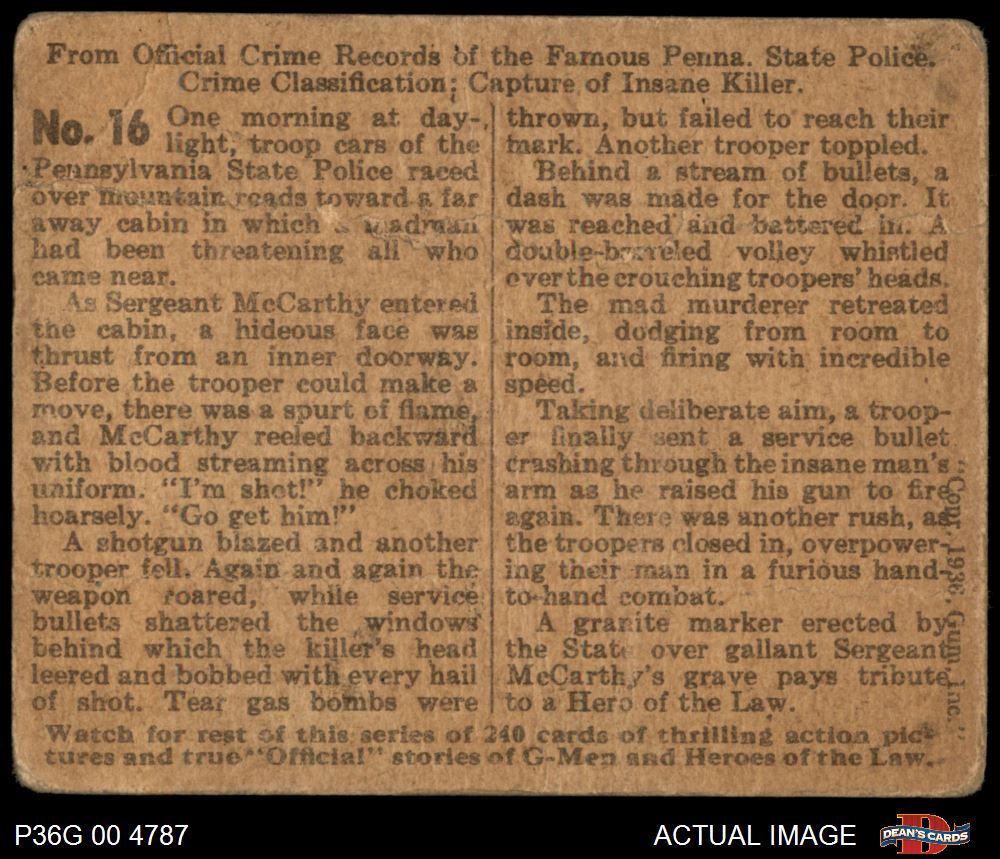 From Official Crime Records of the Famous Penna. State Police.
Crime Classification; Capture of Insane Killer.
No. 16
One morning at day-
light, troop cars of the
Pennsylvania State Police raced
over mountain roads toward a far
away cabin in which a madman
had been threatening all who
came near.
As Sergeant McCarthy entered
the cabin, a hideous face was
thrust from an inner doorway.
Before the trooper could make a
move, there was a spurt of flame,
and McCarthy reeled backward
with blood streaming across his
uniform. "I'm shot!" he choked
hoarsely. "Go get him!"
A shotgun blazed and another
trooper fell. Again and again the
weapon roared, while service
bullets shattered the windows
behind which the killer's head
leered and bobbed with every hail
of shot. Tear gas bombs were
thrown, but failed to reach their
mark. Another trooper toppled.
Behind a stream of bullets, a
dash was made for the door. It
was reached and battered in. A
double-barreled volley whistled
over the crouching troopers' heads.
The mad murderer retreated
inside, dodging from room to
room, and firing with incredible
speed.
Taking deliberate aim, a troop-
er finally sent a service bullet
crashing through the insane man's
arm as he raised his gun to fire
again. There was another rush, as
the troopers closed in, overpower-
ing their man in a furious hand-
to-hand combat.
A granite marker erected by
the State over gallant Sergeant
McCarthy's grave pays tribute
to a Hero of the Law.
Copr. 1936, Gum, Inc.
Watch for rest of this series of 240 cards of thrilling action pic-
tures and true "Official" stories of G-Men and Heroes of the Law.
P36G 00 4787
ACTUAL IMAGE
D
DEAN'S CARDS